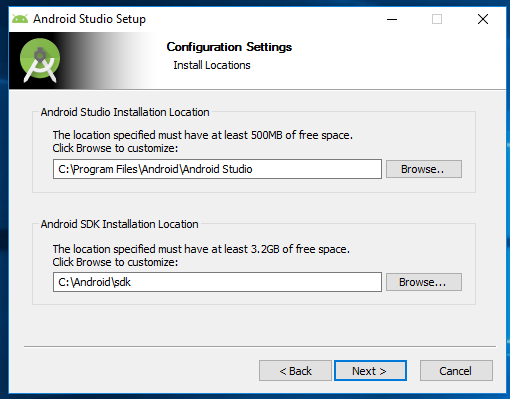 Android Studio Setup
Configuration Settings
Install Locations
Android Studio Installation Location
The location specified must have at least 500MB of free space.
Click Browse to customize:
C:\Program Files\Android\Android Studio
Browse..
Android SDK Installation Location
The location specified must have at least 3.2GB of free space.
Click Browse to customize:
C:\Android\sdk
Browse...
< Back
Next >
Cancel